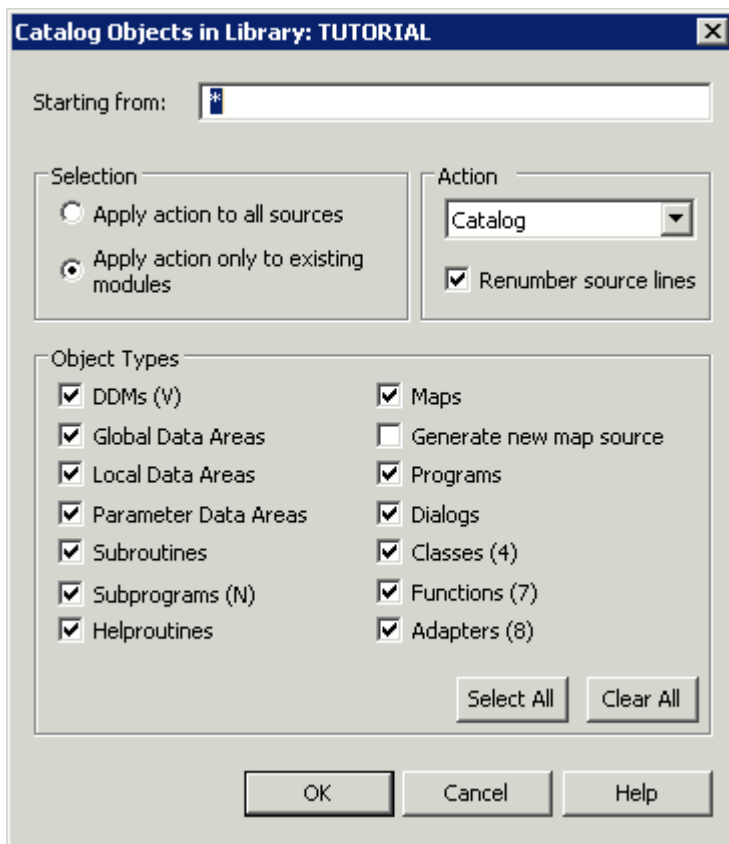 Catalog Objects in Library: TUTORIAL
Starting from: *
Selection
Apply action to all sources
Apply action only to existing
modules
Action
Catalog
Renumber source lines
Object Types
DDMs (V)
Global Data Areas
Local Data Areas
Parameter Data Areas
Subroutines
Subprograms (N)
Helproutines
Maps
Generate new map source
Programs
Dialogs
Classes (4)
Functions (7)
Adapters (8)
Select All
Clear All
OK
Cancel
Help